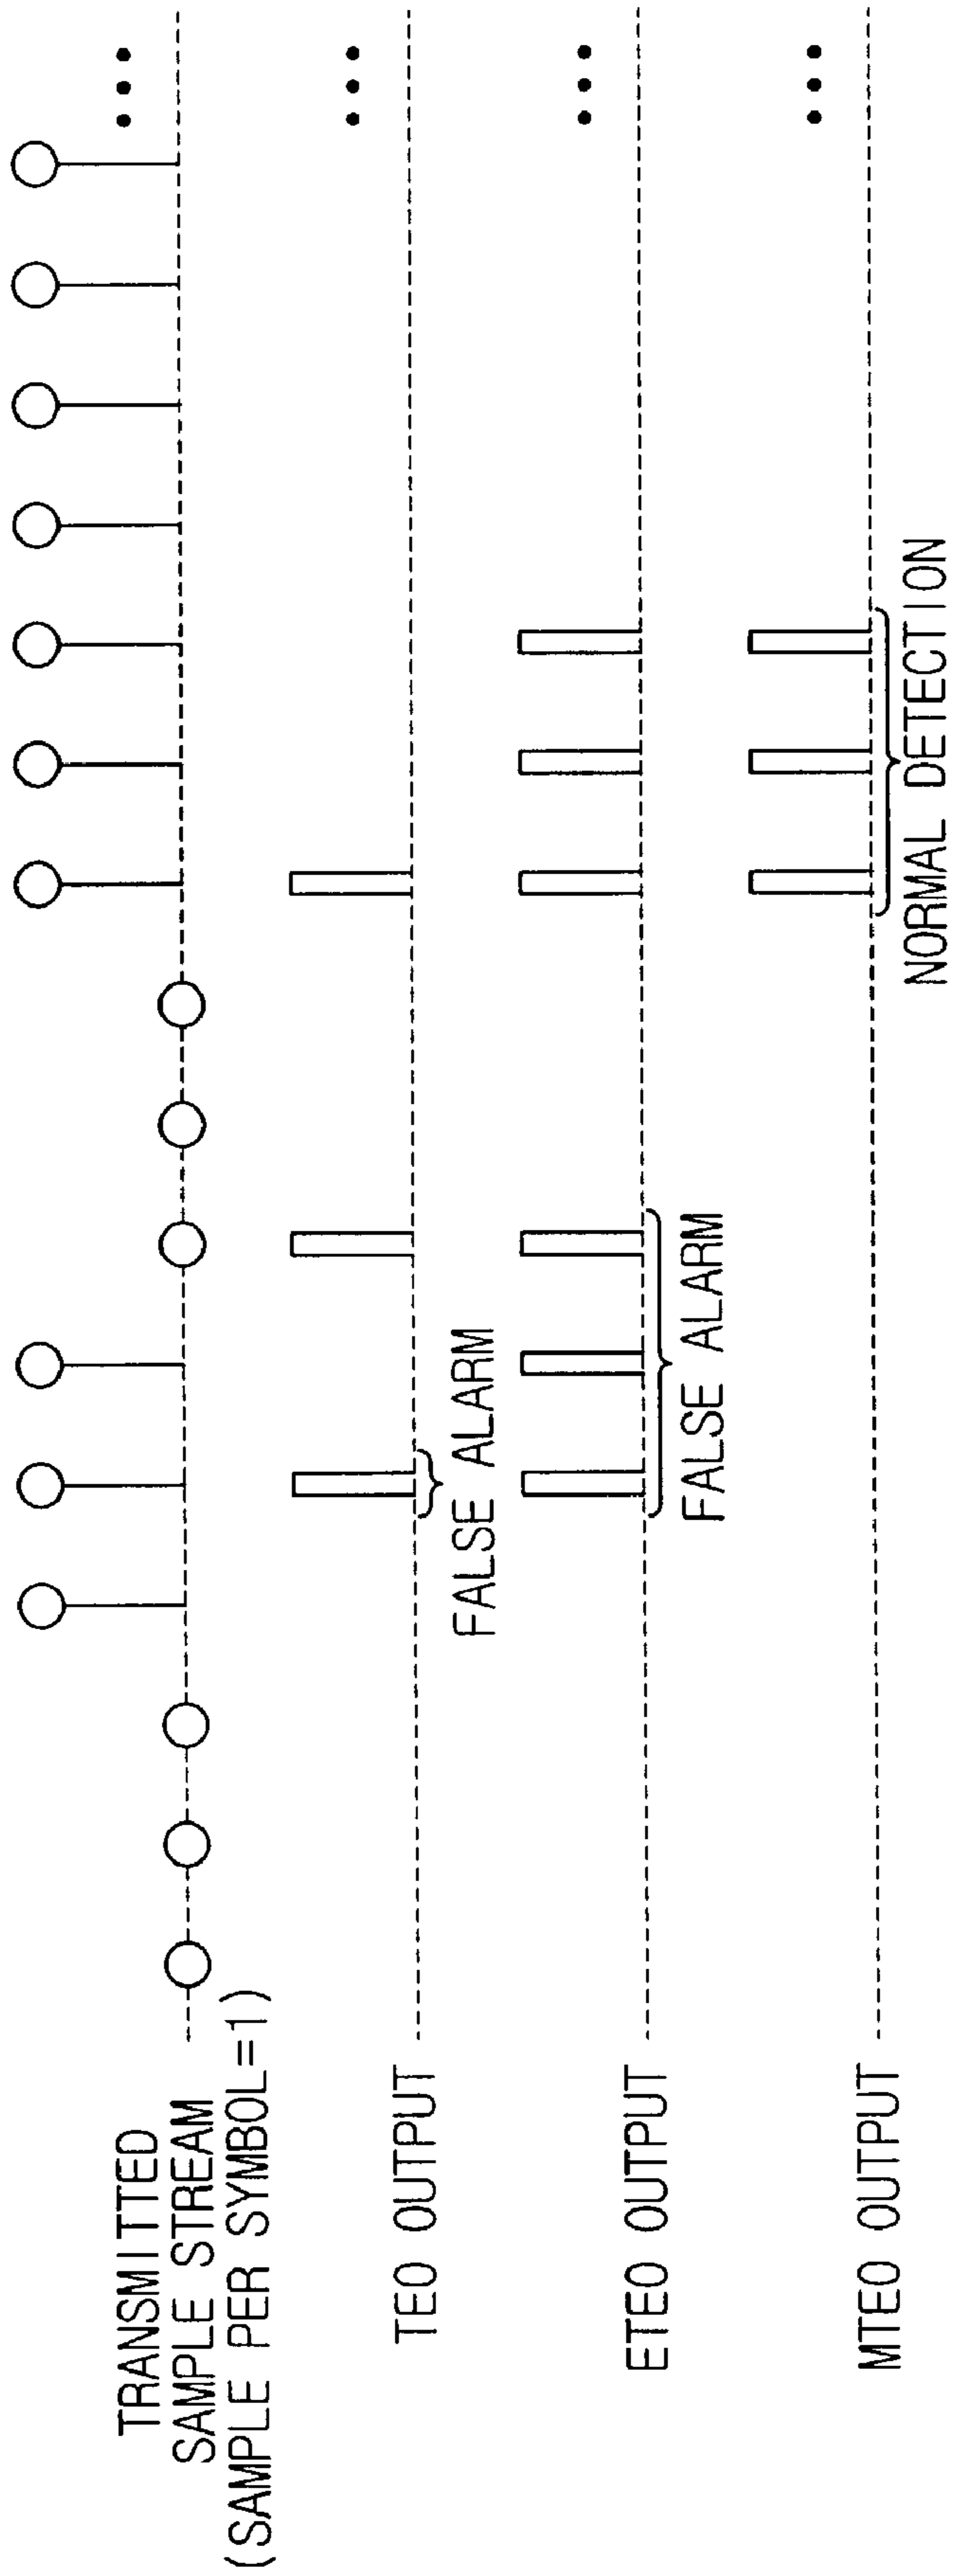 TRANSMITTED
SAMPLE STREAM
(SAMPLE PER SYMBOL=1)
TEO OUTPUT
FALSE ALARM
ETEO OUTPUT
FALSE ALARM
MTEO OUTPUT
NORMAL DETECTION